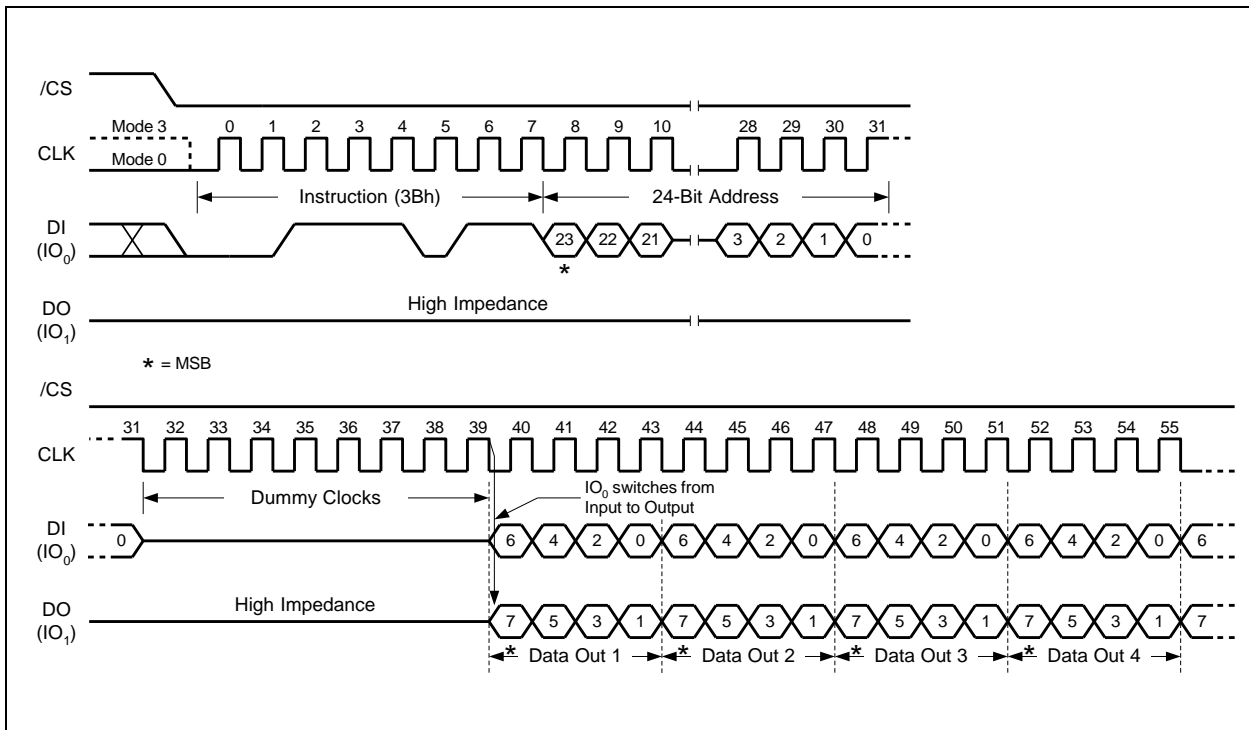 /CS
Mode 3 0 1 2 3 4 5 6 7 8 9 10 28 29 30 31
CLK
Mode 0
Instruction (3Bh) 24-Bit Address
DI
(IO0)
23 22 21 3 2 1 0
*
High Impedance
DO
(IO1)
* = MSB
/CS
31 32 33 34 35 36 37 38 39 40 41 42 43 44 45 46 47 48 49 50 51 52 53 54 55
CLK
Dummy Clocks
IO0 switches from
Input to Output
DI
(IO0)
0 6 4 2 0 6 4 2 0 6 4 2 0 6 4 2 0 6
High Impedance
DO
(IO1)
7 5 3 1 7 5 3 1 7 5 3 1 7 5 3 1 7
* Data Out 1 * Data Out 2 * Data Out 3 * Data Out 4